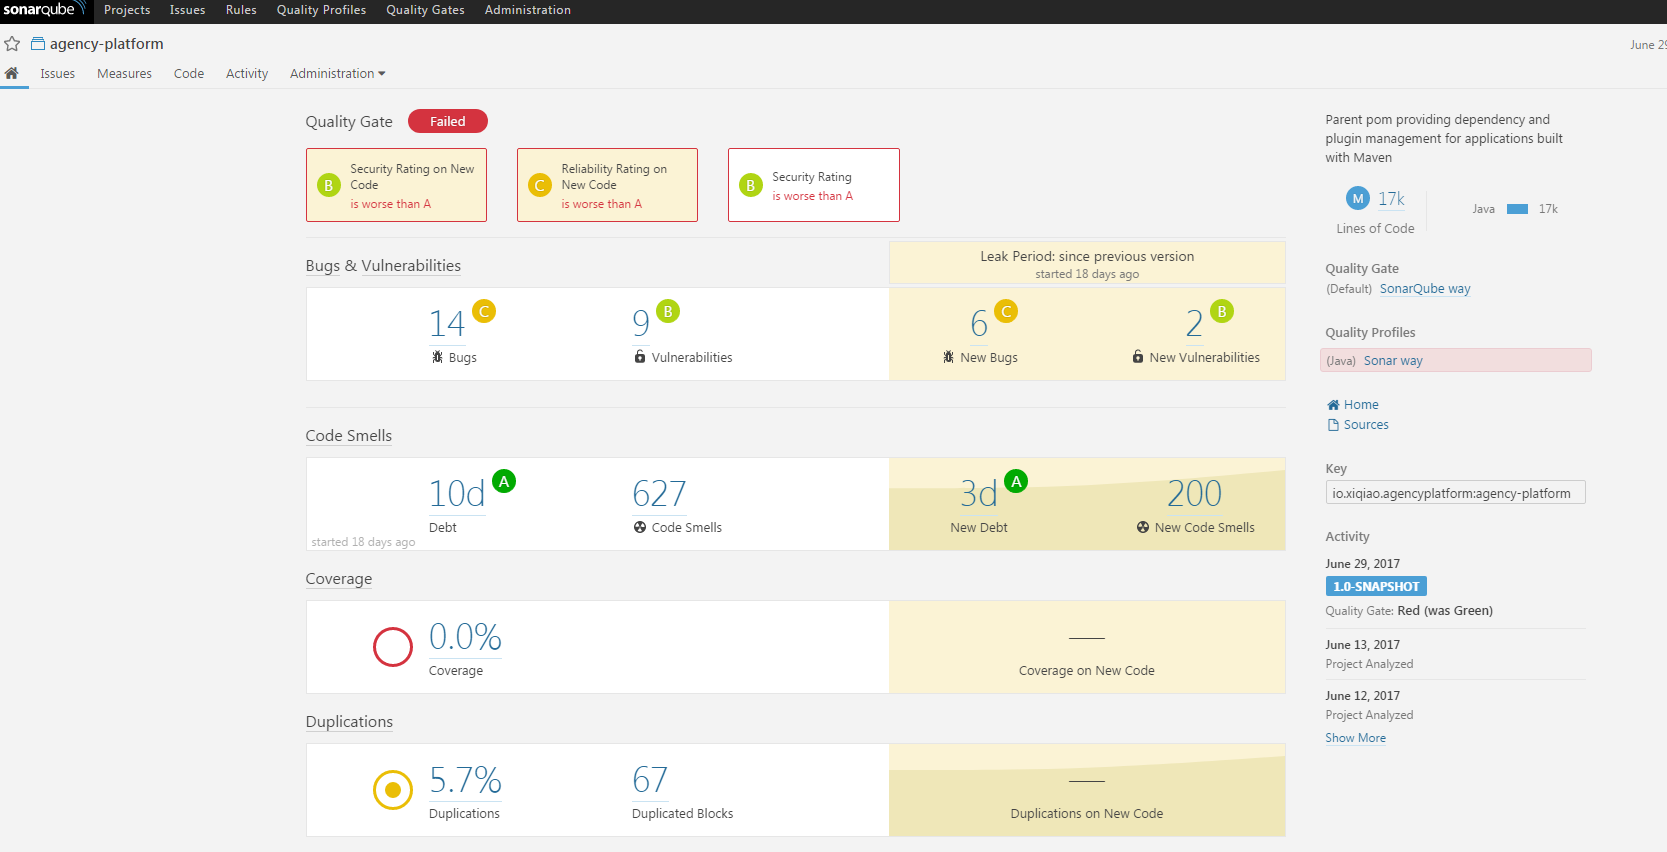 sonarqube Projects Issues Rules Quality Profiles Quality Gates Administration
agency-platform
June 29
Issues Measures Code Activity Administration
Quality Gate Failed
B Security Rating on New
Code
is worse than A
C Reliability Rating on
New Code
is worse than A
B Security Rating
is worse than A
Bugs & Vulnerabilities
Leak Period: since previous version
started 18 days ago
14 C
Bugs
9 B
Vulnerabilities
6 C
New Bugs
2 B
New Vulnerabilities
Code Smells
10d A
Debt
started 18 days ago
627
Code Smells
3d A
New Debt
200
New Code Smells
Coverage
0.0%
Coverage
Coverage on New Code
Duplications
5.7%
Duplications
67
Duplicated Blocks
Duplications on New Code
Parent pom providing dependency and
plugin management for applications built
with Maven
M 17k
Lines of Code
Java 17k
Quality Gate
(Default) SonarQube way
Quality Profiles
(Java) Sonar way
Home
Sources
Key
io.xiqiao.agencyplatform:agency-platform
Activity
June 29, 2017
1.0-SNAPSHOT
Quality Gate: Red (was Green)
June 13, 2017
Project Analyzed
June 12, 2017
Project Analyzed
Show More